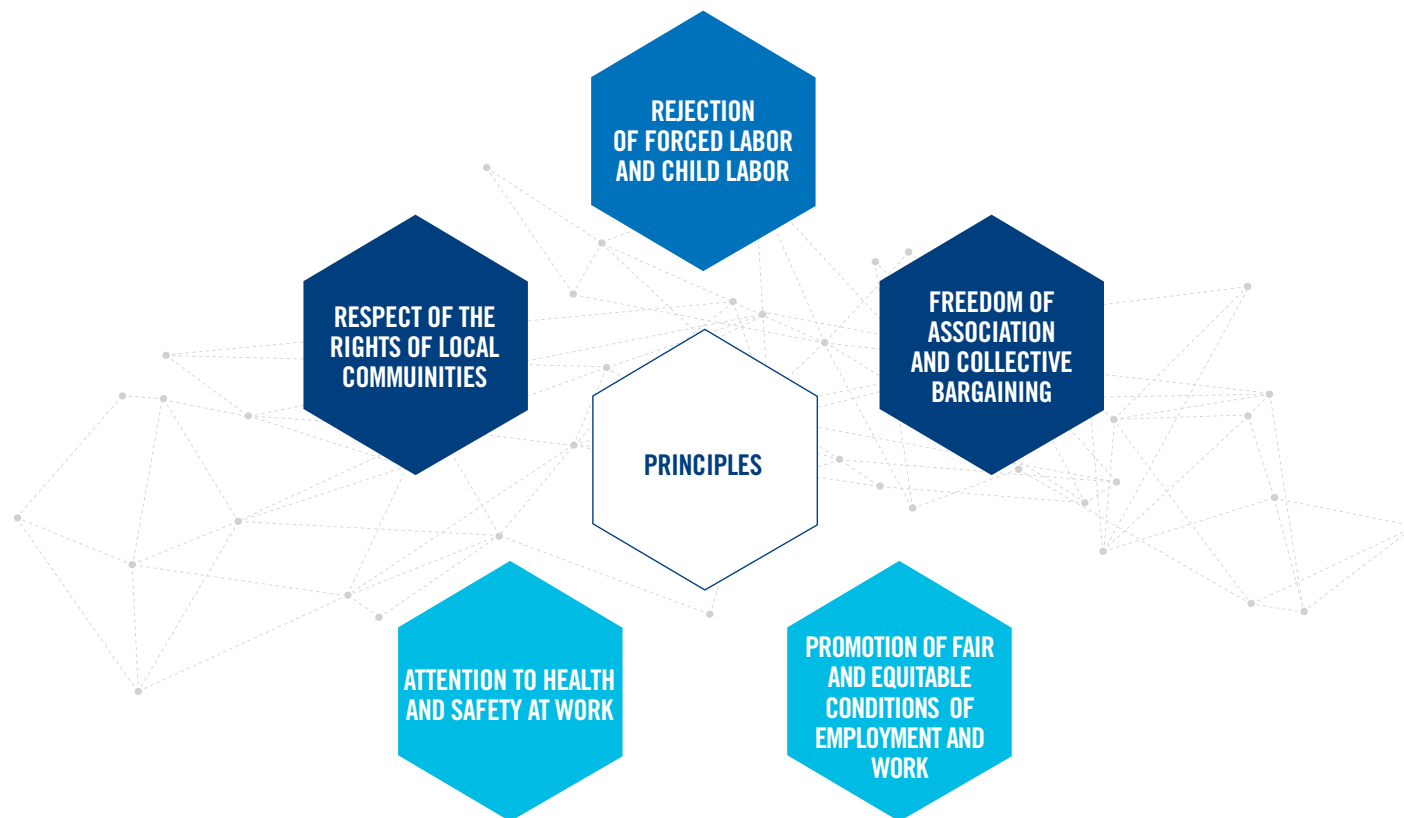 REJECTION
OF FORCED LABOR
AND CHILD LABOR
RESPECT OF THE
RIGHTS OF LOCAL
COMMUINITIES
FREEDOM OF
ASSOCIATION
AND COLLECTIVE
BARGAINING
PRINCIPLES
ATTENTION TO HEALTH
AND SAFETY AT WORK
PROMOTION OF FAIR
AND EQUITABLE
CONDITIONS OF
EMPLOYMENT AND
WORK